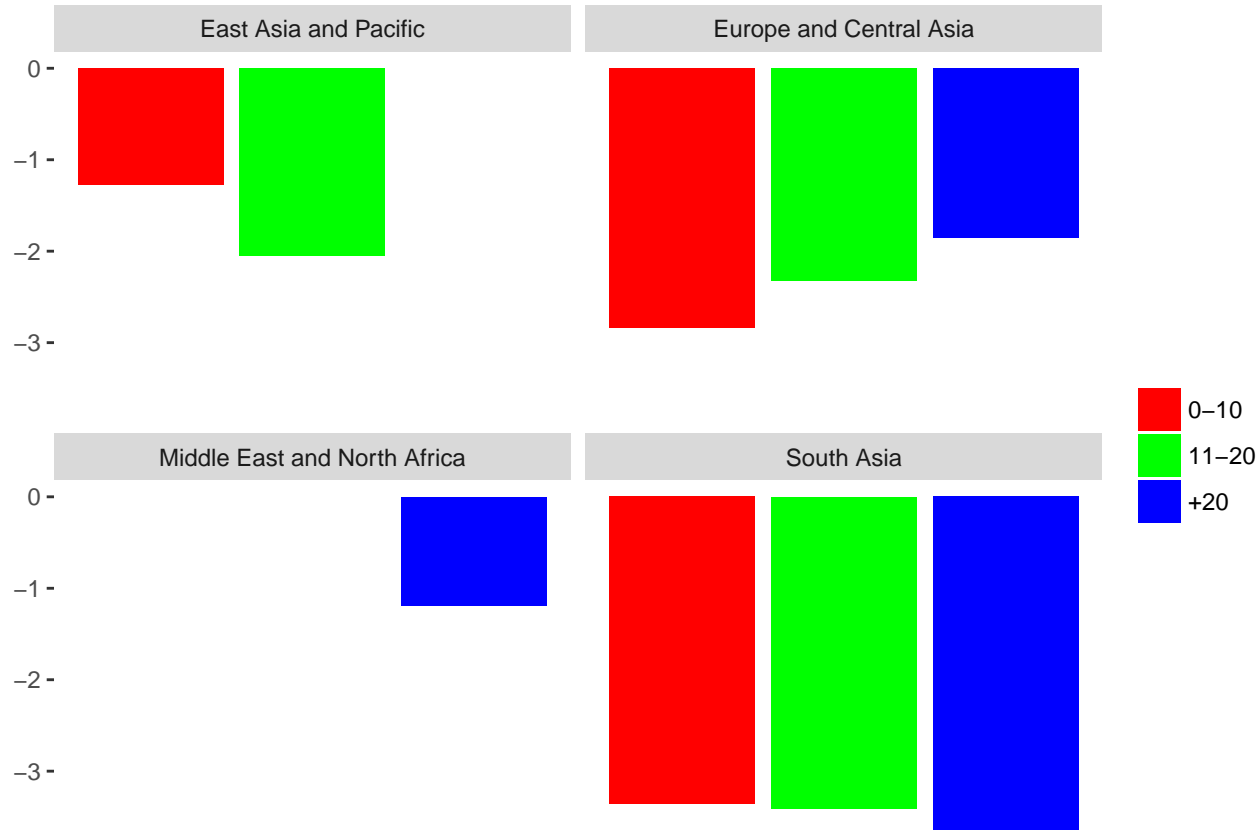 East Asia and Pacific
Europe and Central Asia
0
−1
−2
−3
Middle East and North Africa
South Asia
0
−1
−2
−3
0−10
11−20
+20